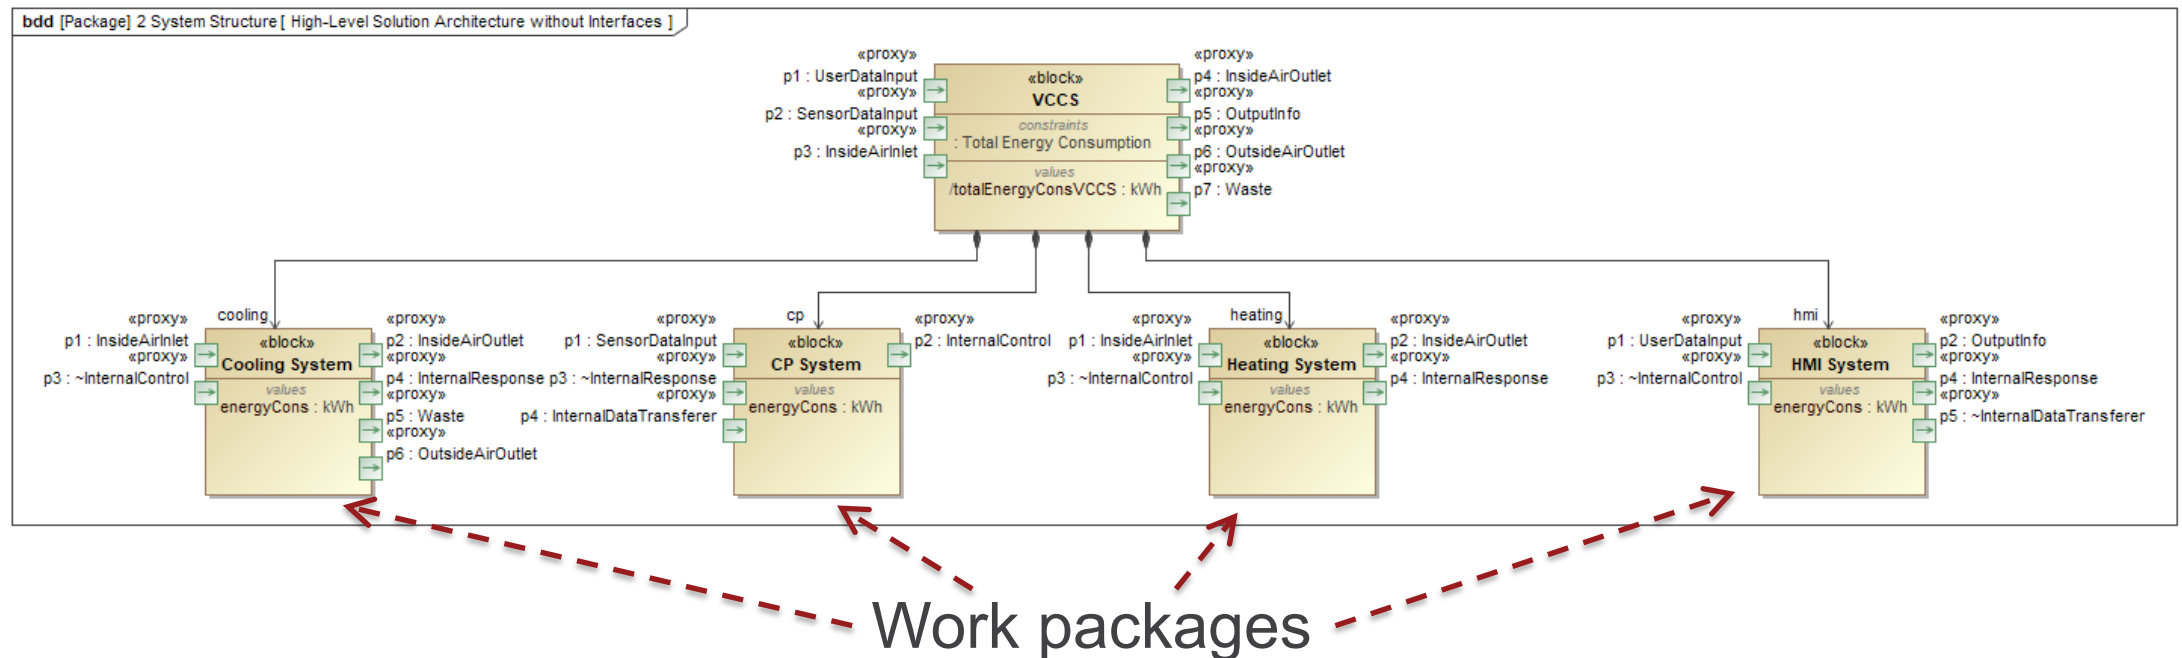 bdd [Package] 2 System Structure [ High-Level Solution Architecture without Interfaces ]
«proxy»
p1 : UserDataInput
«proxy»
p2 : SensorDataInput
«proxy»
p3 : InsideAirInlet
«block»
VCCS
constraints
: Total Energy Consumption
values
/totalEnergyConsVCCS : kWh
«proxy»
p4 : InsideAirOutlet
«proxy»
p5 : OutputInfo
«proxy»
p6 : OutsideAirOutlet
«proxy»
p7 : Waste
cooling
«proxy»
p1 : InsideAirInlet
«proxy»
p3 : ~InternalControl
«block»
Cooling System
values
energyCons : kWh
«proxy»
p2 : InsideAirOutlet
«proxy»
p4 : InternalResponse
«proxy»
p5 : Waste
«proxy»
p6 : OutsideAirOutlet
cp
«proxy»
p1 : SensorDataInput
«proxy»
p3 : ~InternalResponse
«proxy»
p4 : InternalDataTransferer
«block»
CP System
values
energyCons : kWh
«proxy»
p2 : InternalControl
heating
«proxy»
p1 : InsideAirInlet
«proxy»
p3 : ~InternalControl
«block»
Heating System
values
energyCons : kWh
«proxy»
p2 : InsideAirOutlet
«proxy»
p4 : InternalResponse
hmi
«proxy»
p1 : UserDataInput
«proxy»
p3 : ~InternalControl
«block»
HMI System
values
energyCons : kWh
«proxy»
p2 : OutputInfo
«proxy»
p4 : InternalResponse
«proxy»
p5 : ~InternalDataTransferer
Work packages